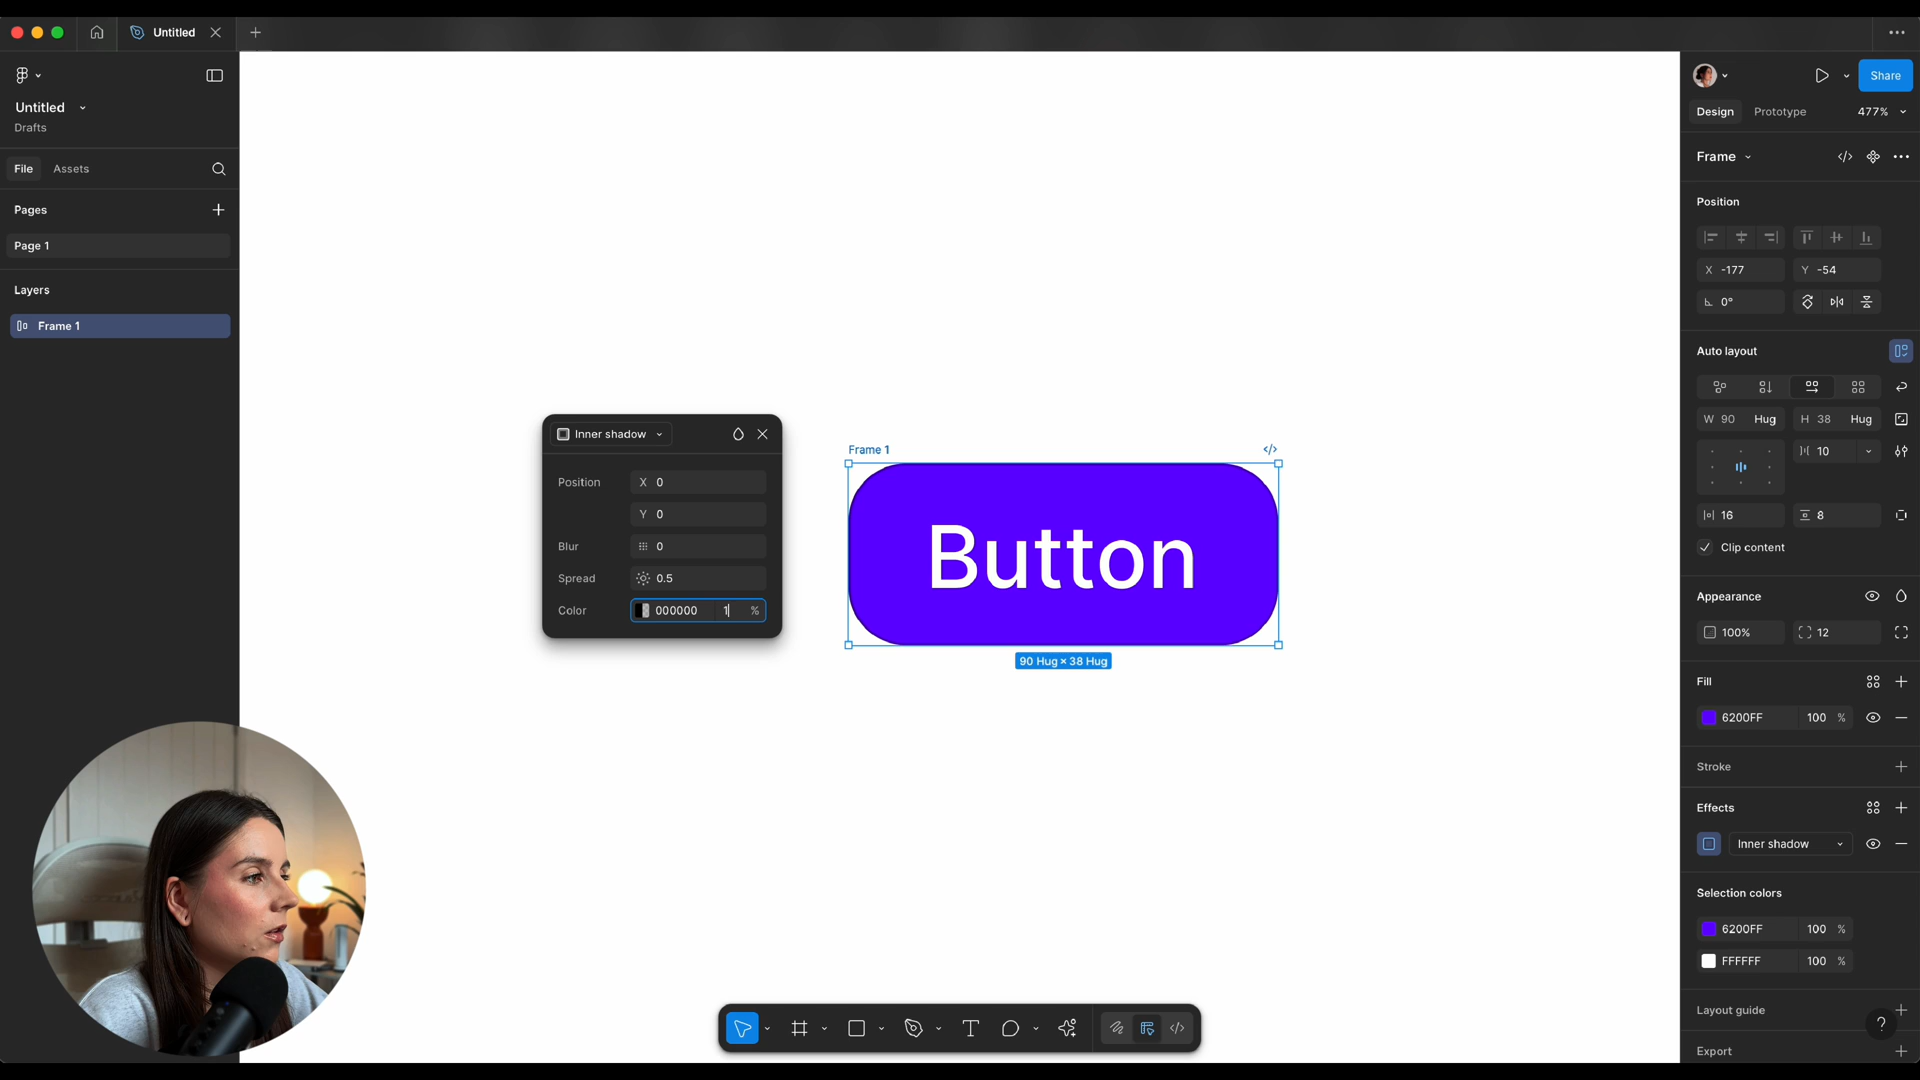 Untitled
Untitled
Drafts
File
Assets
Pages
Page 1
Layers
Frame 1
Inner shadow
Position
X 0
Y 0
Blur
0
Spread
0.5
Color
000000 1 %
Frame 1
Button
90 Hug × 38 Hug
Share
Design
Prototype
477%
Frame
Position
X -177
Y -54
0°
Auto layout
W 90 Hug
H 38 Hug
10
16
8
Clip content
Appearance
100%
12
Fill
6200FF 100 %
Stroke
Effects
Inner shadow
Selection colors
6200FF 100 %
FFFFFF 100 %
Layout guide
?
Export